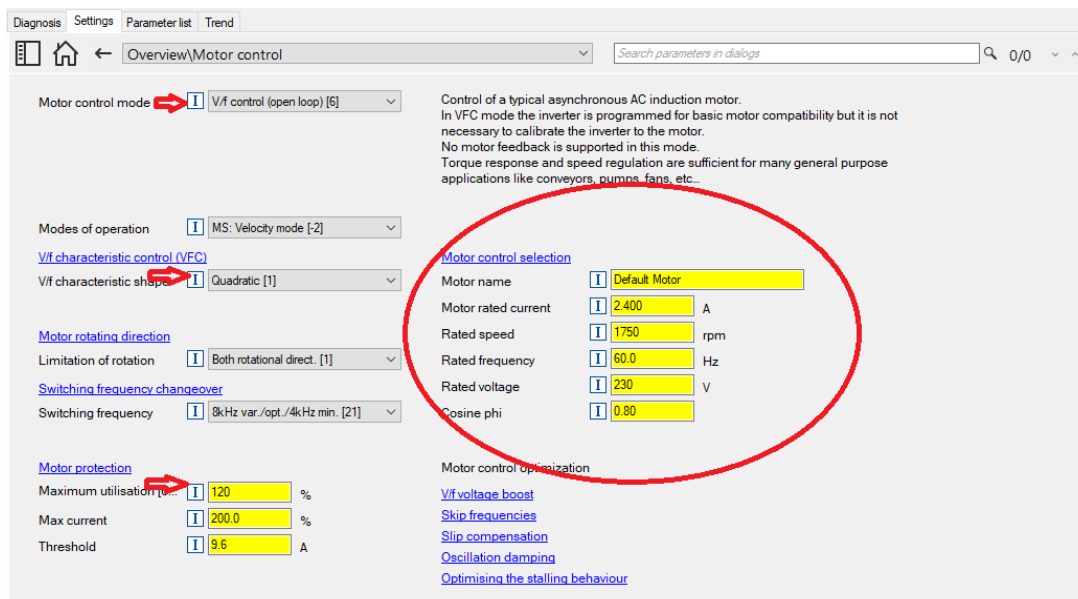 Diagnosis Settings Parameter list Trend
Overview\Motor control Search parameters in dialogs 0/0
Motor control mode I V/f control (open loop) [6]
Control of a typical asynchronous AC induction motor.
In VFC mode the inverter is programmed for basic motor compatibility but it is not
necessary to calibrate the inverter to the motor.
No motor feedback is supported in this mode.
Torque response and speed regulation are sufficient for many general purpose
applications like conveyors, pumps, fans, etc...
Modes of operation I MS: Velocity mode [-2]
V/f characteristic control (VFC)
V/f characteristic shape I Quadratic [1]
Motor rotating direction
Limitation of rotation I Both rotational direct. [1]
Switching frequency changeover
Switching frequency I 8kHz var./opt./4kHz min. [21]
Motor control selection
Motor name I Default Motor
Motor rated current I 2.400 A
Rated speed I 1750 rpm
Rated frequency I 60.0 Hz
Rated voltage I 230 V
Cosine phi I 0.80
Motor protection
Maximum utilisation [6... I 120 %
Max current I 200.0 %
Threshold I 9.6 A
Motor control optimization
V/f voltage boost
Skip frequencies
Slip compensation
Oscillation damping
Optimising the stalling behaviour